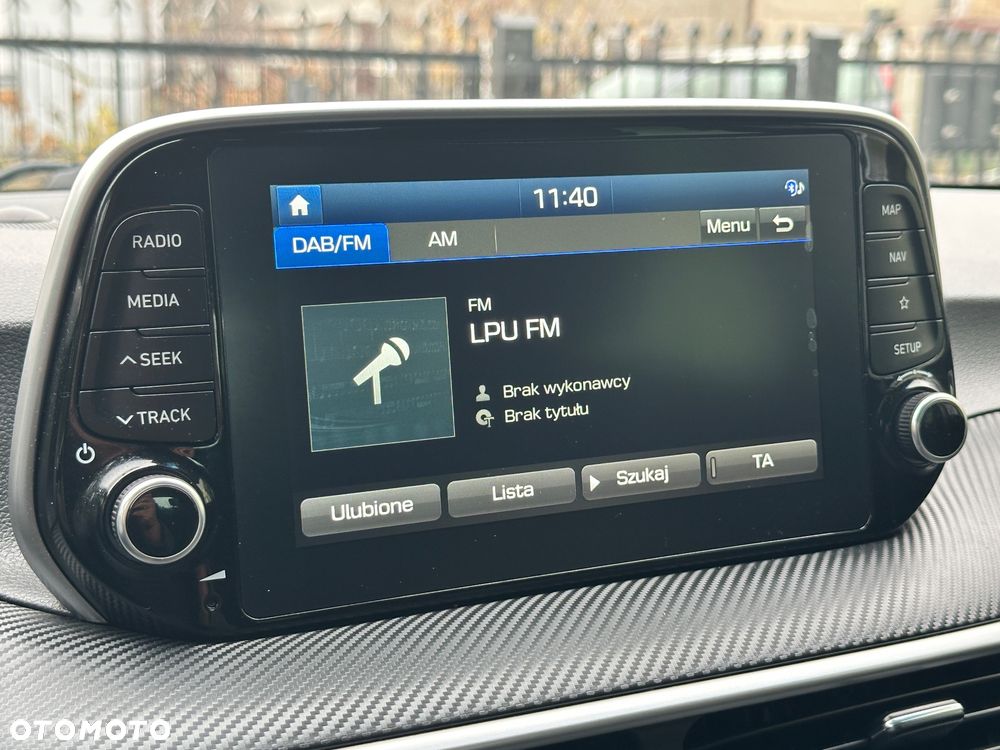 11:40
DAB/FM
AM
Menu
FM
LPU FM
Brak wykonawcy
Brak tytułu
Ulubione
Lista
Szukaj
TA
RADIO
MEDIA
SEEK
TRACK
MAP
NAV
SETUP
OTOMOTO